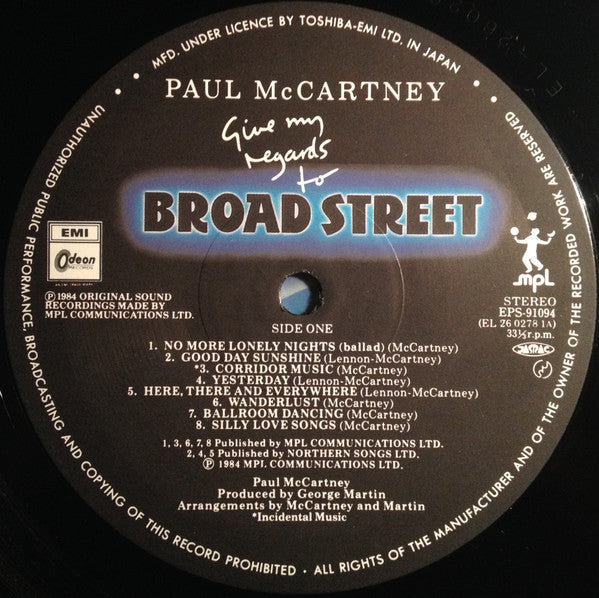 • MFD. UNDER LICENCE BY TOSHIBA-EMI LTD. IN JAPAN •
UNAUTHORIZED PUBLIC PERFORMANCE, BROADCASTING AND COPYING OF THIS RECORD PROHIBITED • ALL RIGHTS OF THE MANUFACTURER AND OF THE OWNER OF THE RECORDED WORK ARE RESERVED
PAUL McCARTNEY
Give my
regards
to
BROAD STREET
EMI
Odeon
mpl
℗ 1984 ORIGINAL SOUND
RECORDINGS MADE BY
MPL COMMUNICATIONS LTD.
STEREO
EPS-91094
(EL 26 0278 1A)
33⅓ r.p.m.
JASRAC
SIDE ONE
1. NO MORE LONELY NIGHTS (ballad) (McCartney)
2. GOOD DAY SUNSHINE (Lennon-McCartney)
*3. CORRIDOR MUSIC (McCartney)
4. YESTERDAY (Lennon-McCartney)
5. HERE, THERE AND EVERYWHERE (Lennon-McCartney)
6. WANDERLUST (McCartney)
7. BALLROOM DANCING (McCartney)
8. SILLY LOVE SONGS (McCartney)
1, 3, 6, 7, 8 Published by MPL COMMUNICATIONS LTD.
2, 4, 5 Published by NORTHERN SONGS LTD.
℗ 1984 MPL COMMUNICATIONS LTD.
Paul McCartney
Produced by George Martin
Arrangements by McCartney and Martin
*Incidental Music